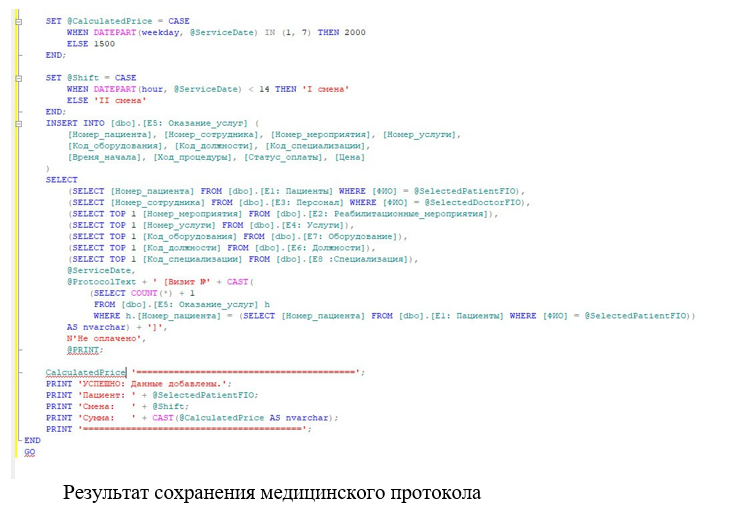 SET @CalculatedPrice = CASE
WHEN DATEPART(weekday, @ServiceDate) IN (1, 7) THEN 2000
ELSE 1500
END;
SET @Shift = CASE
WHEN DATEPART(hour, @ServiceDate) < 14 THEN 'I смена'
ELSE 'II смена'
END;
INSERT INTO [dbo].[E5: Оказание_услуг] (
[Номер_пациента], [Номер_сотрудника], [Номер_мероприятия], [Номер_услуги],
[Код_оборудования], [Код_должности], [Код_специализации],
[Время_начала], [Ход_процедуры], [Статус_оплаты], [Цена]
)
SELECT
(SELECT [Номер_пациента] FROM [dbo].[E1: Пациенты] WHERE [ФИО] = @SelectedPatientFIO),
(SELECT [Номер_сотрудника] FROM [dbo].[E3: Персонал] WHERE [ФИО] = @SelectedDoctorFIO),
(SELECT TOP 1 [Номер_мероприятия] FROM [dbo].[E2: Реабилитационные_мероприятия]),
(SELECT TOP 1 [Номер_услуги] FROM [dbo].[E4: Услуги]),
(SELECT TOP 1 [Код_оборудования] FROM [dbo].[E7: Оборудование]),
(SELECT TOP 1 [Код_должности] FROM [dbo].[E6: Должности]),
(SELECT TOP 1 [Код_специализации] FROM [dbo].[E8 :Специализация]),
@ServiceDate,
@ProtocolText + ' [Визит №' + CAST(
(SELECT COUNT(*) + 1
FROM [dbo].[E5: Оказание_услуг] h
WHERE h.[Номер_пациента] = (SELECT [Номер_пациента] FROM [dbo].[E1: Пациенты] WHERE [ФИО] = @SelectedPatientFIO))
AS nvarchar) + ']',
N'Не оплачено',
@PRINT;
CalculatedPrice '=========================================';
PRINT 'УСПЕШНО: Данные добавлены.';
PRINT 'Пациент: ' + @SelectedPatientFIO;
PRINT 'Смена:   ' + @Shift;
PRINT 'Сумма:   ' + CAST(@CalculatedPrice AS nvarchar);
PRINT '=========================================';
END
GO
Результат сохранения медицинского протокола